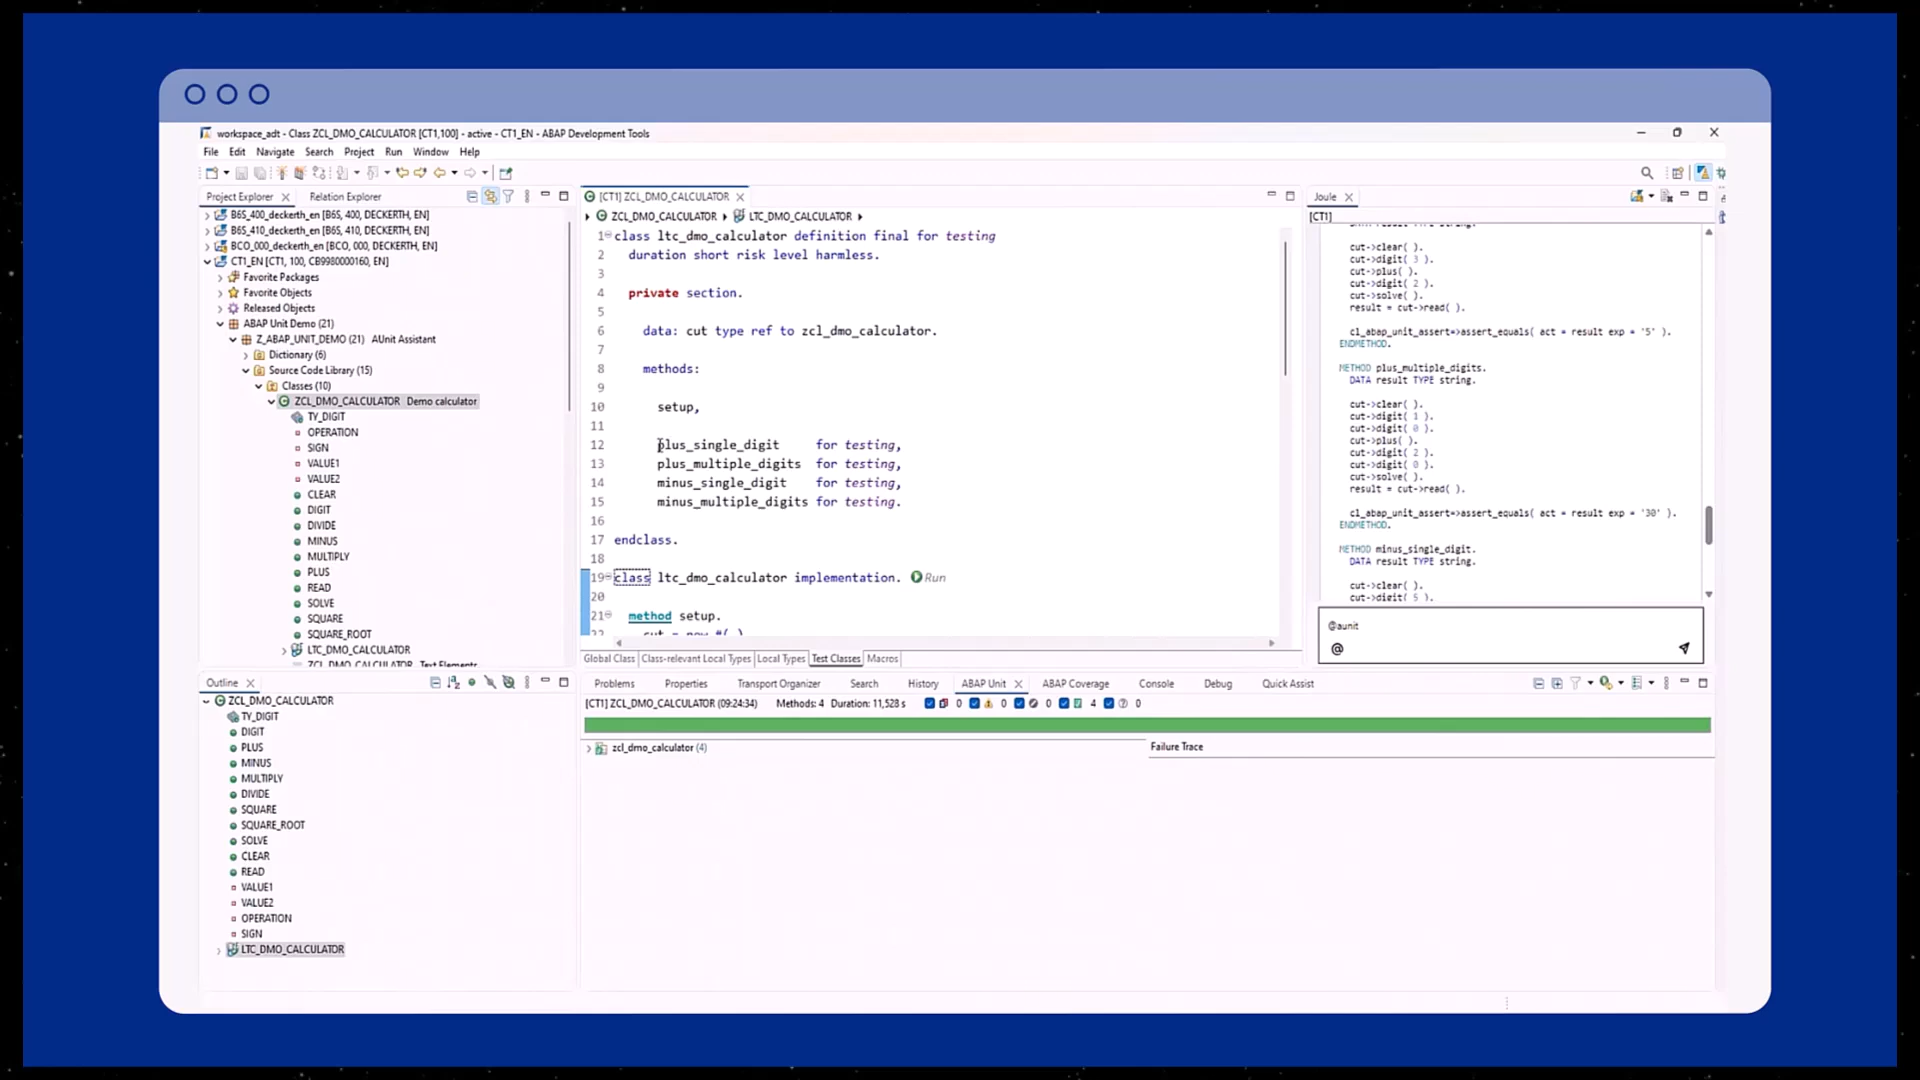 workspace_adt - Class ZCL_DMO_CALCULATOR [CT1,100] - active - CT1_EN - ABAP Development Tools
File Edit Navigate Search Project Run Window Help
Project Explorer
Relation Explorer
B6S_400_deckerth_en [B6S, 400, DECKERTH, EN]
B6S_410_deckerth_en [B6S, 410, DECKERTH, EN]
BCO_000_deckerth_en [BCO, 000, DECKERTH, EN]
CT1_EN [CT1, 100, CB9980000160, EN]
Favorite Packages
Favorite Objects
Released Objects
ABAP Unit Demo (21)
Z_ABAP_UNIT_DEMO (21) AUnit Assistant
Dictionary (6)
Source Code Library (15)
Classes (10)
ZCL_DMO_CALCULATOR Demo calculator
TY_DIGIT
OPERATION
SIGN
VALUE1
VALUE2
CLEAR
DIGIT
DIVIDE
MINUS
MULTIPLY
PLUS
READ
SOLVE
SQUARE
SQUARE_ROOT
LTC_DMO_CALCULATOR
ZCL_DMO_CALCULATOR Text Elements
[CT1] ZCL_DMO_CALCULATOR
ZCL_DMO_CALCULATOR LTC_DMO_CALCULATOR
1 class ltc_dmo_calculator definition final for testing
2 duration short risk level harmless.
3
4 private section.
5
6 data: cut type ref to zcl_dmo_calculator.
7
8 methods:
9
10 setup,
11
12 plus_single_digit for testing,
13 plus_multiple_digits for testing,
14 minus_single_digit for testing,
15 minus_multiple_digits for testing.
16
17 endclass.
18
19 class ltc_dmo_calculator implementation. Run
20
21 method setup.
22 cut = new #( )
Global Class Class-relevant Local Types Local Types Test Classes Macros
Joule
[CT1]
cut->clear( ).
cut->digit( 3 ).
cut->plus( ).
cut->digit( 2 ).
cut->solve( ).
result = cut->read( ).
cl_abap_unit_assert=>assert_equals( act = result exp = '5' ).
ENDMETHOD.
METHOD plus_multiple_digits.
DATA result TYPE string.
cut->clear( ).
cut->digit( 1 ).
cut->digit( 0 ).
cut->plus( ).
cut->digit( 2 ).
cut->digit( 0 ).
cut->solve( ).
result = cut->read( ).
cl_abap_unit_assert=>assert_equals( act = result exp = '30' ).
ENDMETHOD.
METHOD minus_single_digit.
DATA result TYPE string.
cut->clear( ).
cut->digit( 5 ).
@aunit
@
Outline
ZCL_DMO_CALCULATOR
TY_DIGIT
DIGIT
PLUS
MINUS
MULTIPLY
DIVIDE
SQUARE
SQUARE_ROOT
SOLVE
CLEAR
READ
VALUE1
VALUE2
OPERATION
SIGN
LTC_DMO_CALCULATOR
Problems Properties Transport Organizer Search History ABAP Unit ABAP Coverage Console Debug Quick Assist
[CT1] ZCL_DMO_CALCULATOR (09:24:34) Methods: 4 Duration: 11,528 s 0 0 0 4 0
zcl_dmo_calculator (4)
Failure Trace